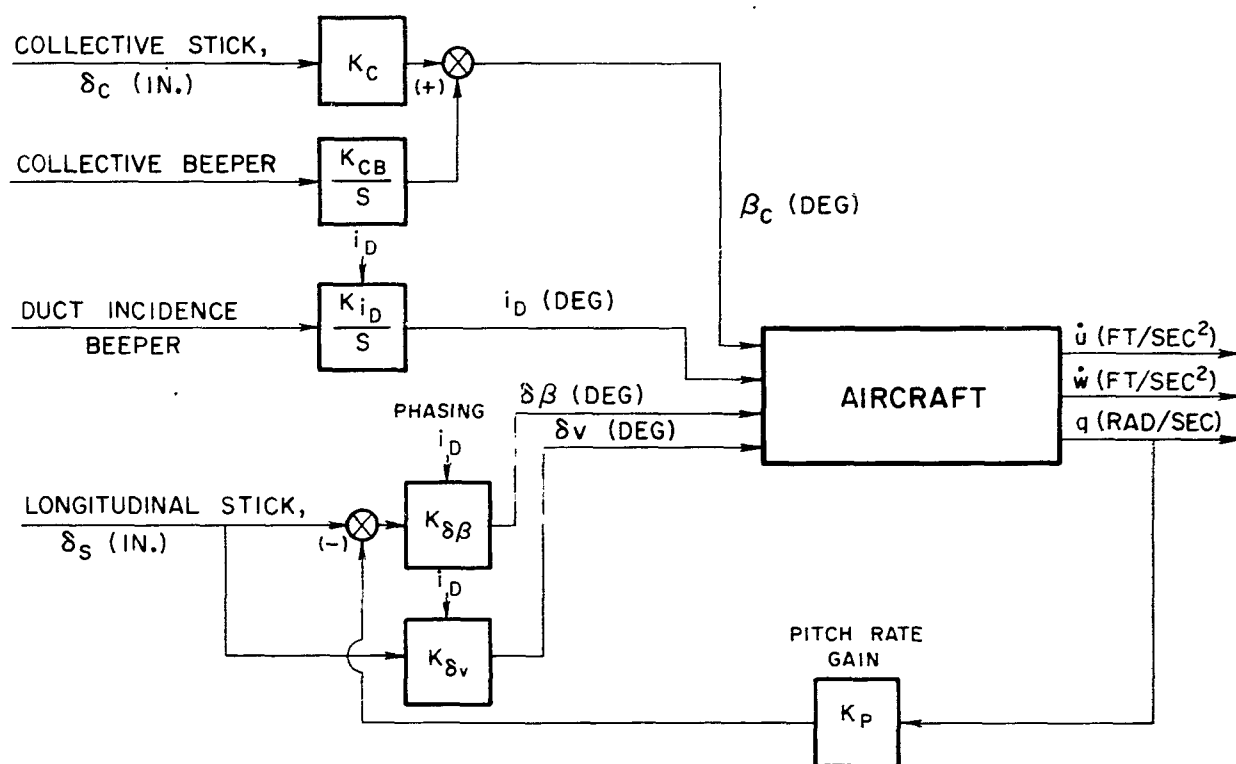 COLLECTIVE STICK,
δC (IN.)
KC
(+)
COLLECTIVE BEEPER
KCB
S
βC (DEG)
iD
DUCT INCIDENCE
BEEPER
KiD
S
iD (DEG)
AIRCRAFT
u̇ (FT/SEC²)
ẇ (FT/SEC²)
q (RAD/SEC)
PHASING
iD
δβ (DEG)
δv (DEG)
LONGITUDINAL STICK,
δS (IN.)
(-)
Kδβ
iD
Kδv
PITCH RATE
GAIN
KP